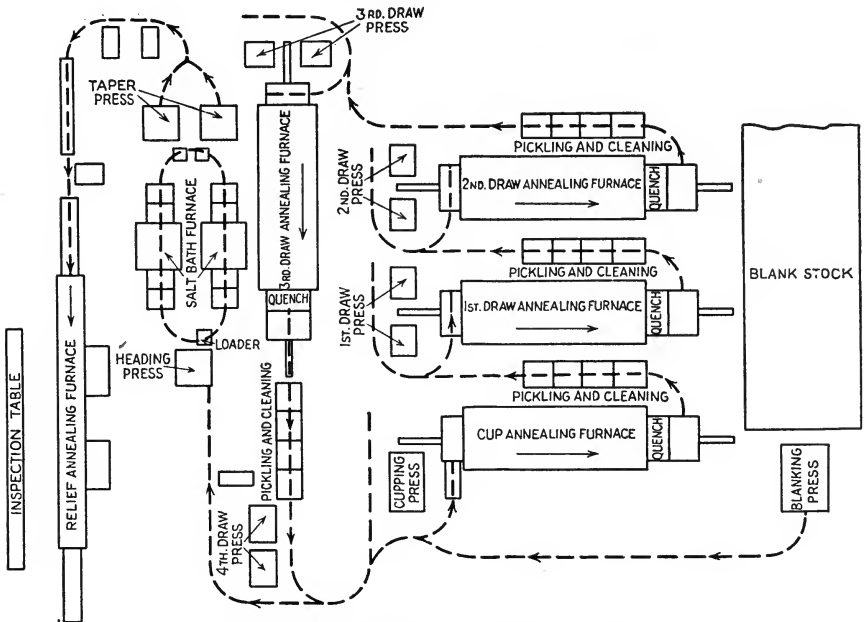 3RD. DRAW
PRESS
TAPER
PRESS
3RD. DRAW ANNEALING FURNACE
QUENCH
PICKLING AND CLEANING
2ND. DRAW
PRESS
2ND. DRAW ANNEALING FURNACE
QUENCH
BLANK STOCK
SALT BATH FURNACE
PICKLING AND CLEANING
1ST. DRAW
PRESS
1ST. DRAW ANNEALING FURNACE
QUENCH
LOADER
HEADING
PRESS
PICKLING AND CLEANING
INSPECTION TABLE
RELIEF ANNEALING FURNACE
PICKLING AND CLEANING
CUPPING
PRESS
CUP ANNEALING FURNACE
QUENCH
BLANKING
PRESS
4TH. DRAW
PRESS